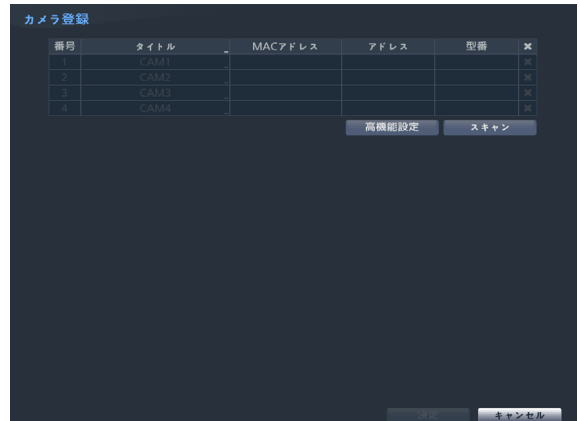 カメラ登録
番号 タイトル _ MACアドレス アドレス 型番 ×
1 CAM1 _ ×
2 CAM2 _ ×
3 CAM3 _ ×
4 CAM4 _ ×
高機能設定 スキャン
決定 キャンセル